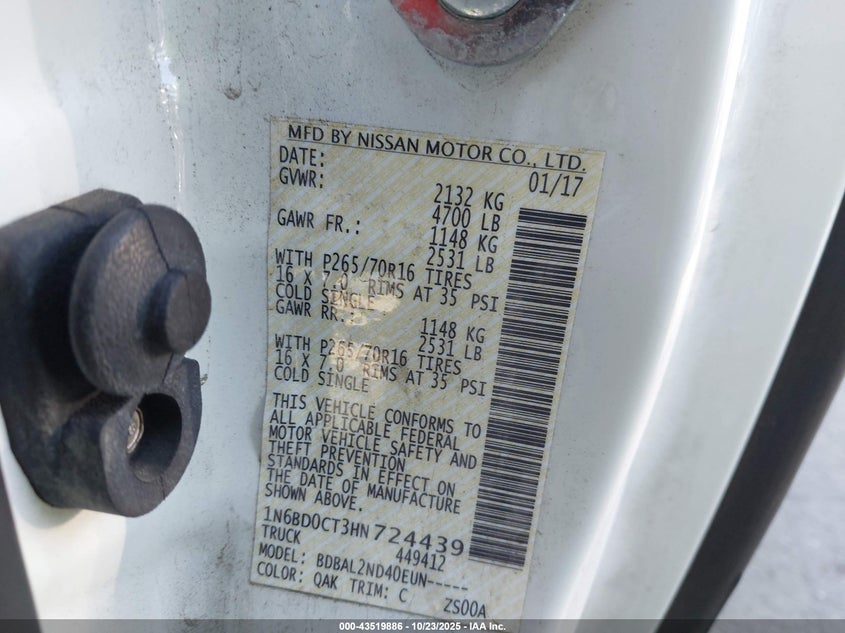 MFD BY NISSAN MOTOR CO., LTD.
DATE: 01/17
GVWR: 2132 KG
4700 LB
GAWR FR.: 1148 KG
2531 LB
WITH P265/70R16 TIRES
16 X 7.0 RIMS AT 35 PSI
COLD SINGLE
GAWR RR.: 1148 KG
2531 LB
WITH P265/70R16 TIRES
16 X 7.0 RIMS AT 35 PSI
COLD SINGLE
THIS VEHICLE CONFORMS TO
ALL APPLICABLE FEDERAL
MOTOR VEHICLE SAFETY AND
THEFT PREVENTION
STANDARDS IN EFFECT ON
THE DATE OF MANUFACTURE
SHOWN ABOVE.
1N6BD0CT3HN724439
TRUCK 449412
MODEL: BDBAL2ND40EUN-----
COLOR: QAK TRIM: C ZS00A
000-43519886 - 10/23/2025 - IAA Inc.